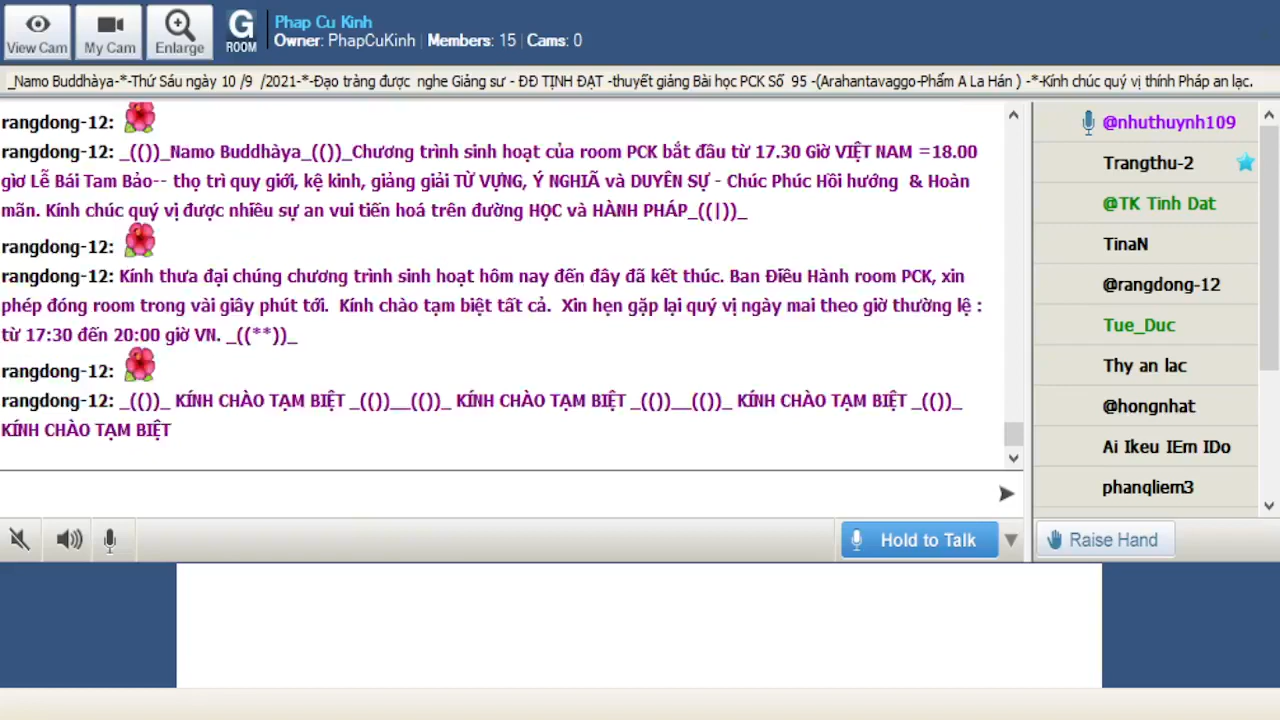 View Cam
My Cam
Enlarge
G
ROOM
Phap Cu Kinh
Owner: PhapCuKinh | Members: 15 | Cams: 0
_Namo Buddhàya-*-Thứ Sáu ngày 10 /9 /2021-*-Đạo tràng được nghe Giảng sư - ĐĐ TỊNH ĐẠT -thuyết giảng Bài học PCK Số 95 -(Arahantavaggo-Phẩm A La Hán ) -*-Kính chúc quý vị thính Pháp an lạc.
rangdong-12:
rangdong-12: _(())_Namo Buddhàya_(())_Chương trình sinh hoạt của room PCK bắt đầu từ 17.30 Giờ VIỆT NAM =18.00
giờ Lễ Bái Tam Bảo-- thọ trì quy giới, kệ kinh, giảng giải TỪ VỰNG, Ý NGHIÃ và DUYÊN SỰ - Chúc Phúc Hồi hướng & Hoàn
mãn. Kính chúc quý vị được nhiều sự an vui tiến hoá trên đường HỌC và HÀNH PHÁP_((|))_
rangdong-12:
rangdong-12: Kính thưa đại chúng chương trình sinh hoạt hôm nay đến đây đã kết thúc. Ban Điều Hành room PCK, xin
phép đóng room trong vài giây phút tới. Kính chào tạm biệt tất cả. Xin hẹn gặp lại quý vị ngày mai theo giờ thường lệ :
từ 17:30 đến 20:00 giờ VN. _((**))_
rangdong-12:
rangdong-12: _(())_ KÍNH CHÀO TẠM BIỆT _(())__(())_ KÍNH CHÀO TẠM BIỆT _(())__(())_ KÍNH CHÀO TẠM BIỆT _(())_
KÍNH CHÀO TẠM BIỆT
@nhuthuynh109
Trangthu-2
@TK Tinh Dat
TinaN
@rangdong-12
Tue_Duc
Thy an lac
@hongnhat
Ai Ikeu IEm IDo
phanqliem3
Hold to Talk
Raise Hand